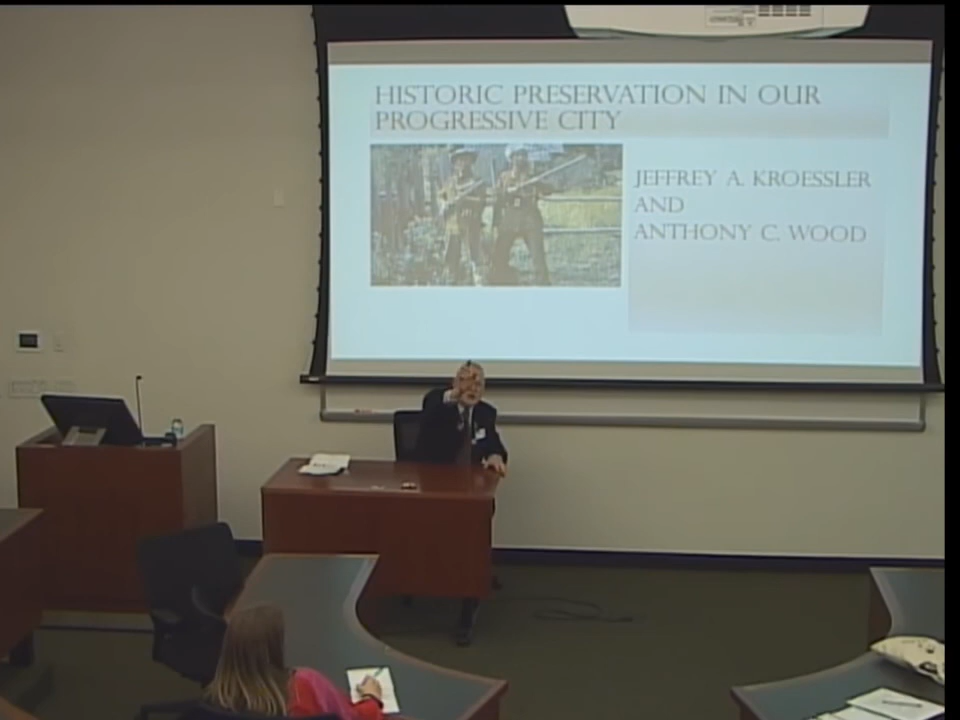 HISTORIC PRESERVATION IN OUR
PROGRESSIVE CITY
JEFFREY A. KROESSLER
AND
ANTHONY C. WOOD